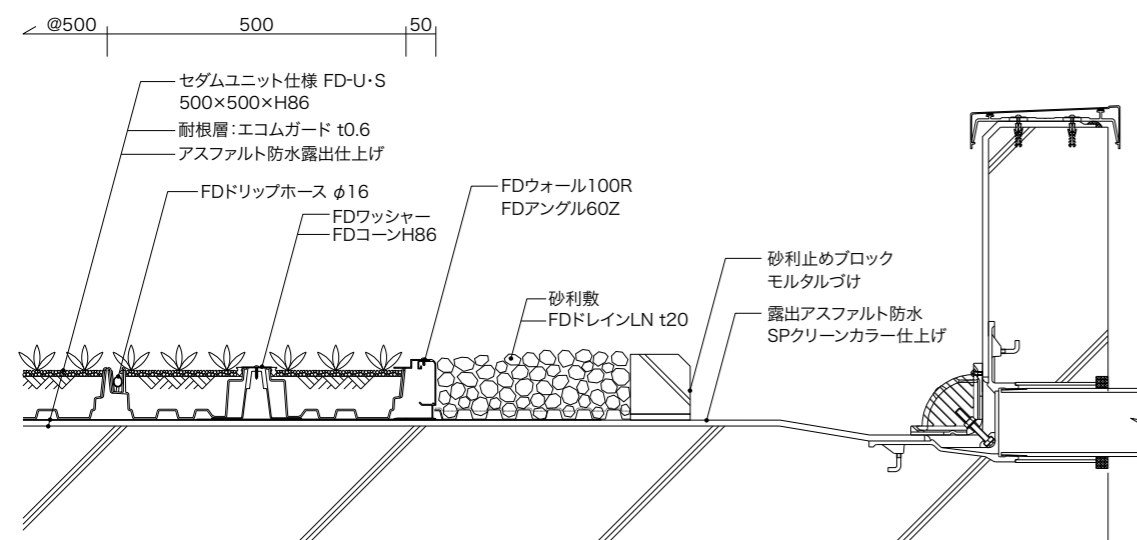 @500
500
50
セダムユニット仕様 FD-U・S
500×500×H86
耐根層：エコムガード t0.6
アスファルト防水露出仕上げ
FDドリップホース φ16
FDワッシャー
FDコーンH86
FDウォール100R
FDアングル60Z
砂利敷
FDドレインLN t20
砂利止めブロック
モルタルづけ
露出アスファルト防水
SPクリーンカラー仕上げ